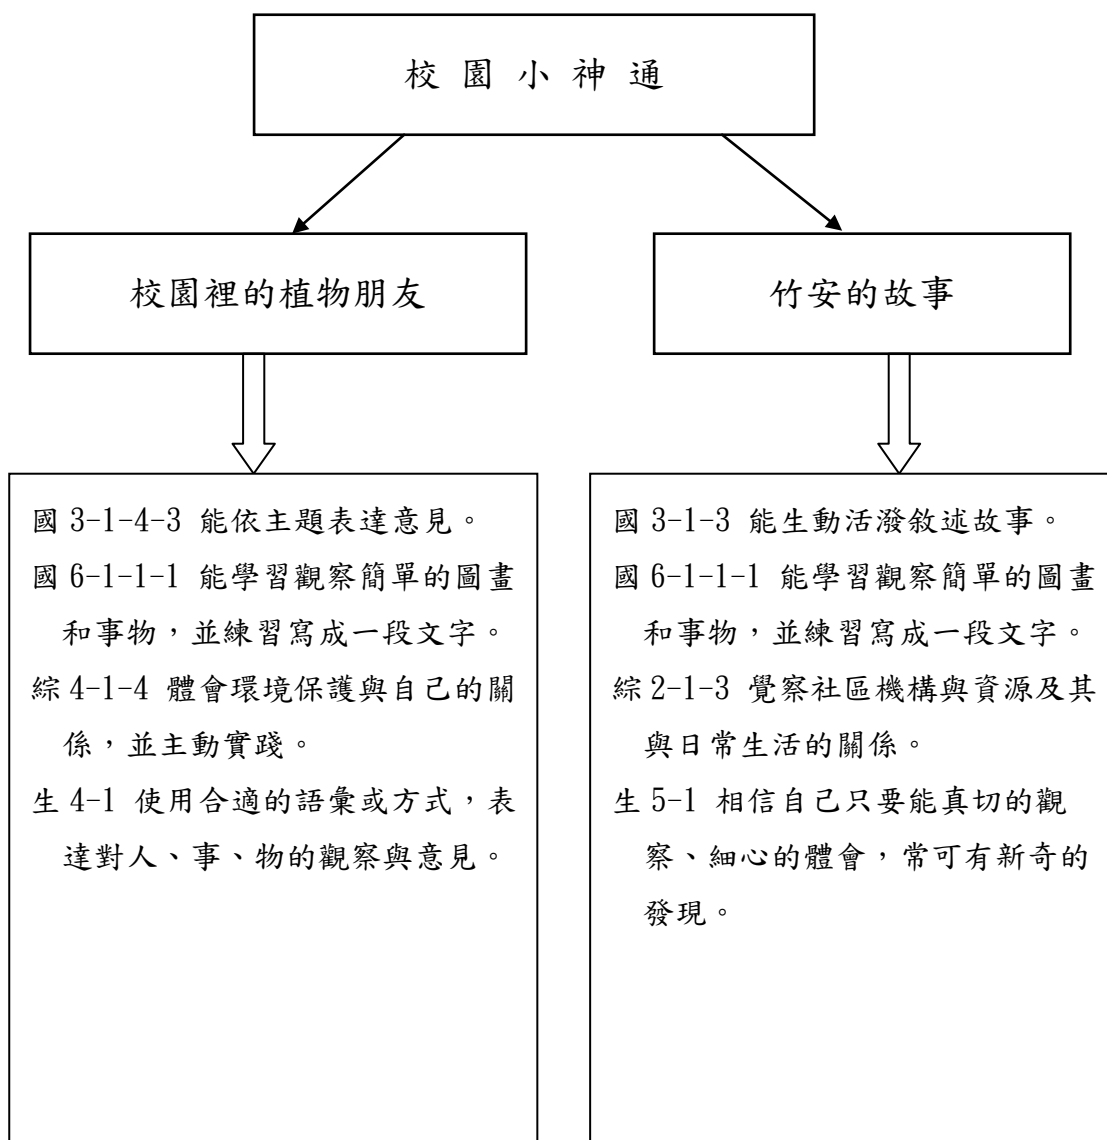 校園小神通
校園裡的植物朋友
竹安的故事
國 3-1-4-3 能依主題表達意見。
國 6-1-1-1 能學習觀察簡單的圖畫
和事物，並練習寫成一段文字。
綜 4-1-4 體會環境保護與自己的關
係，並主動實踐。
生 4-1 使用合適的語彙或方式，表
達對人、事、物的觀察與意見。
國 3-1-3 能生動活潑敘述故事。
國 6-1-1-1 能學習觀察簡單的圖畫
和事物，並練習寫成一段文字。
綜 2-1-3 覺察社區機構與資源及其
與日常生活的關係。
生 5-1 相信自己只要能真切的觀
察、細心的體會，常可有新奇的
發現。